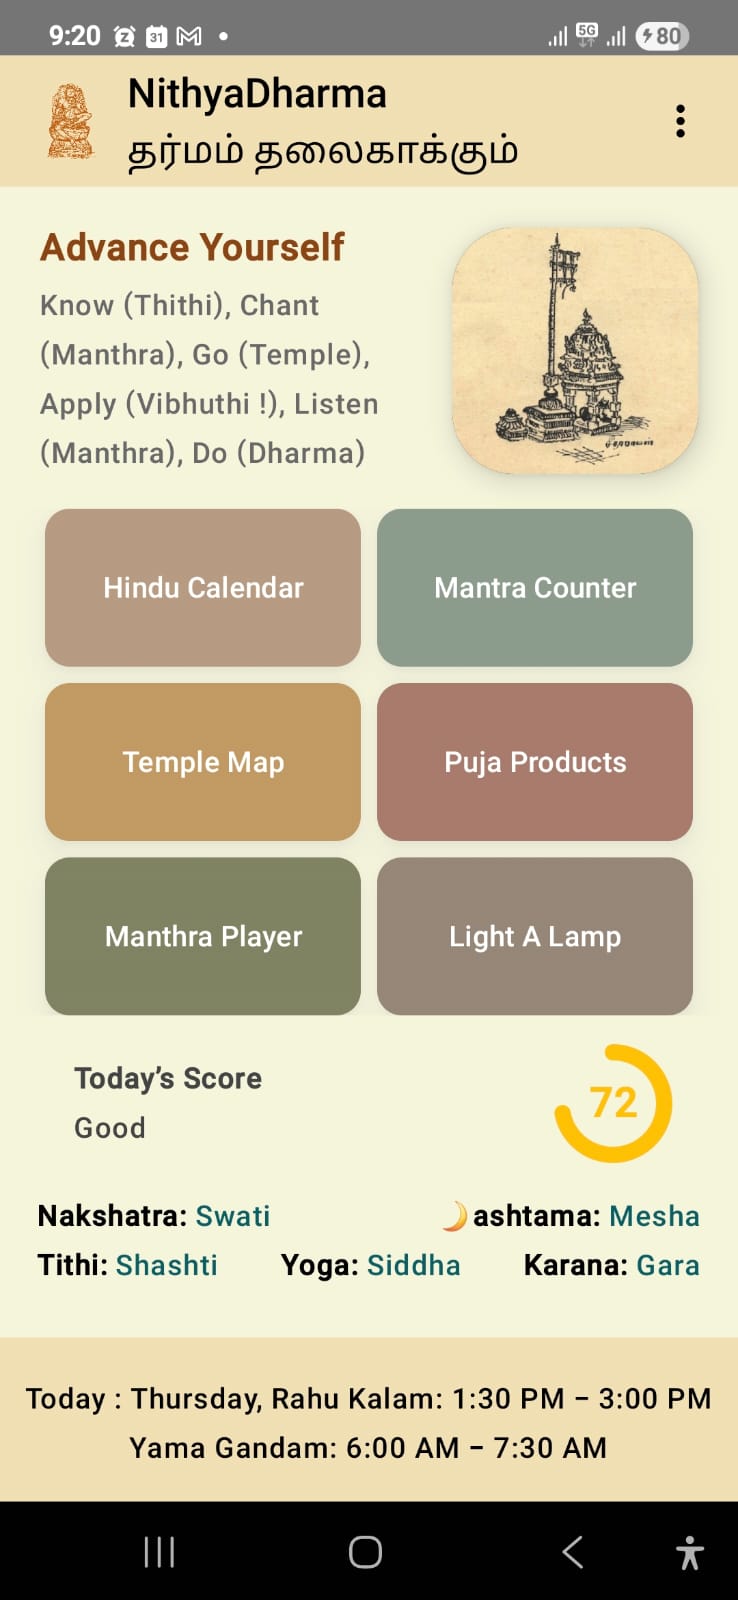 9:20
31
5G
80
NithyaDharma
தர்மம் தலைகாக்கும்
Advance Yourself
Know (Thithi), Chant
(Manthra), Go (Temple),
Apply (Vibhuthi !), Listen
(Manthra), Do (Dharma)
Hindu Calendar
Mantra Counter
Temple Map
Puja Products
Manthra Player
Light A Lamp
Today’s Score
Good
72
Nakshatra: Swati
🌙ashtama: Mesha
Tithi: Shashti Yoga: Siddha Karana: Gara
Today : Thursday, Rahu Kalam: 1:30 PM – 3:00 PM
Yama Gandam: 6:00 AM – 7:30 AM